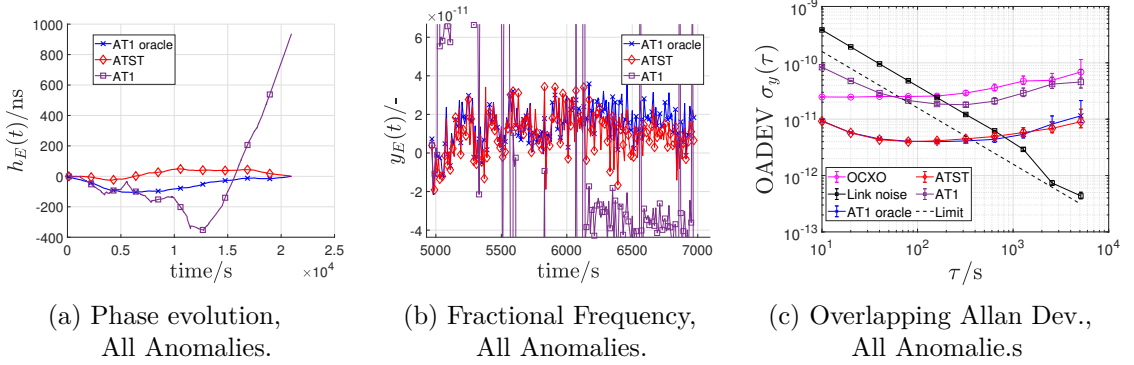 1000
800
600
400
200
0
-200
-400
h_E(t)/ns
AT1 oracle
ATST
AT1
0 0.5 1 1.5 2 2.5
×10^4
time/s
(a) Phase evolution,
All Anomalies.
×10^-11
6
4
2
0
-2
-4
y_E(t)/-
AT1 oracle
ATST
AT1
5000 5500 6000 6500 7000
time/s
(b) Fractional Frequency,
All Anomalies.
10^-9
10^-10
10^-11
10^-12
10^-13
OADEV σ_y(τ)
OCXO
Link noise
AT1 oracle
ATST
AT1
Limit
10^1 10^2 10^3 10^4
τ/s
(c) Overlapping Allan Dev.,
All Anomalie.s